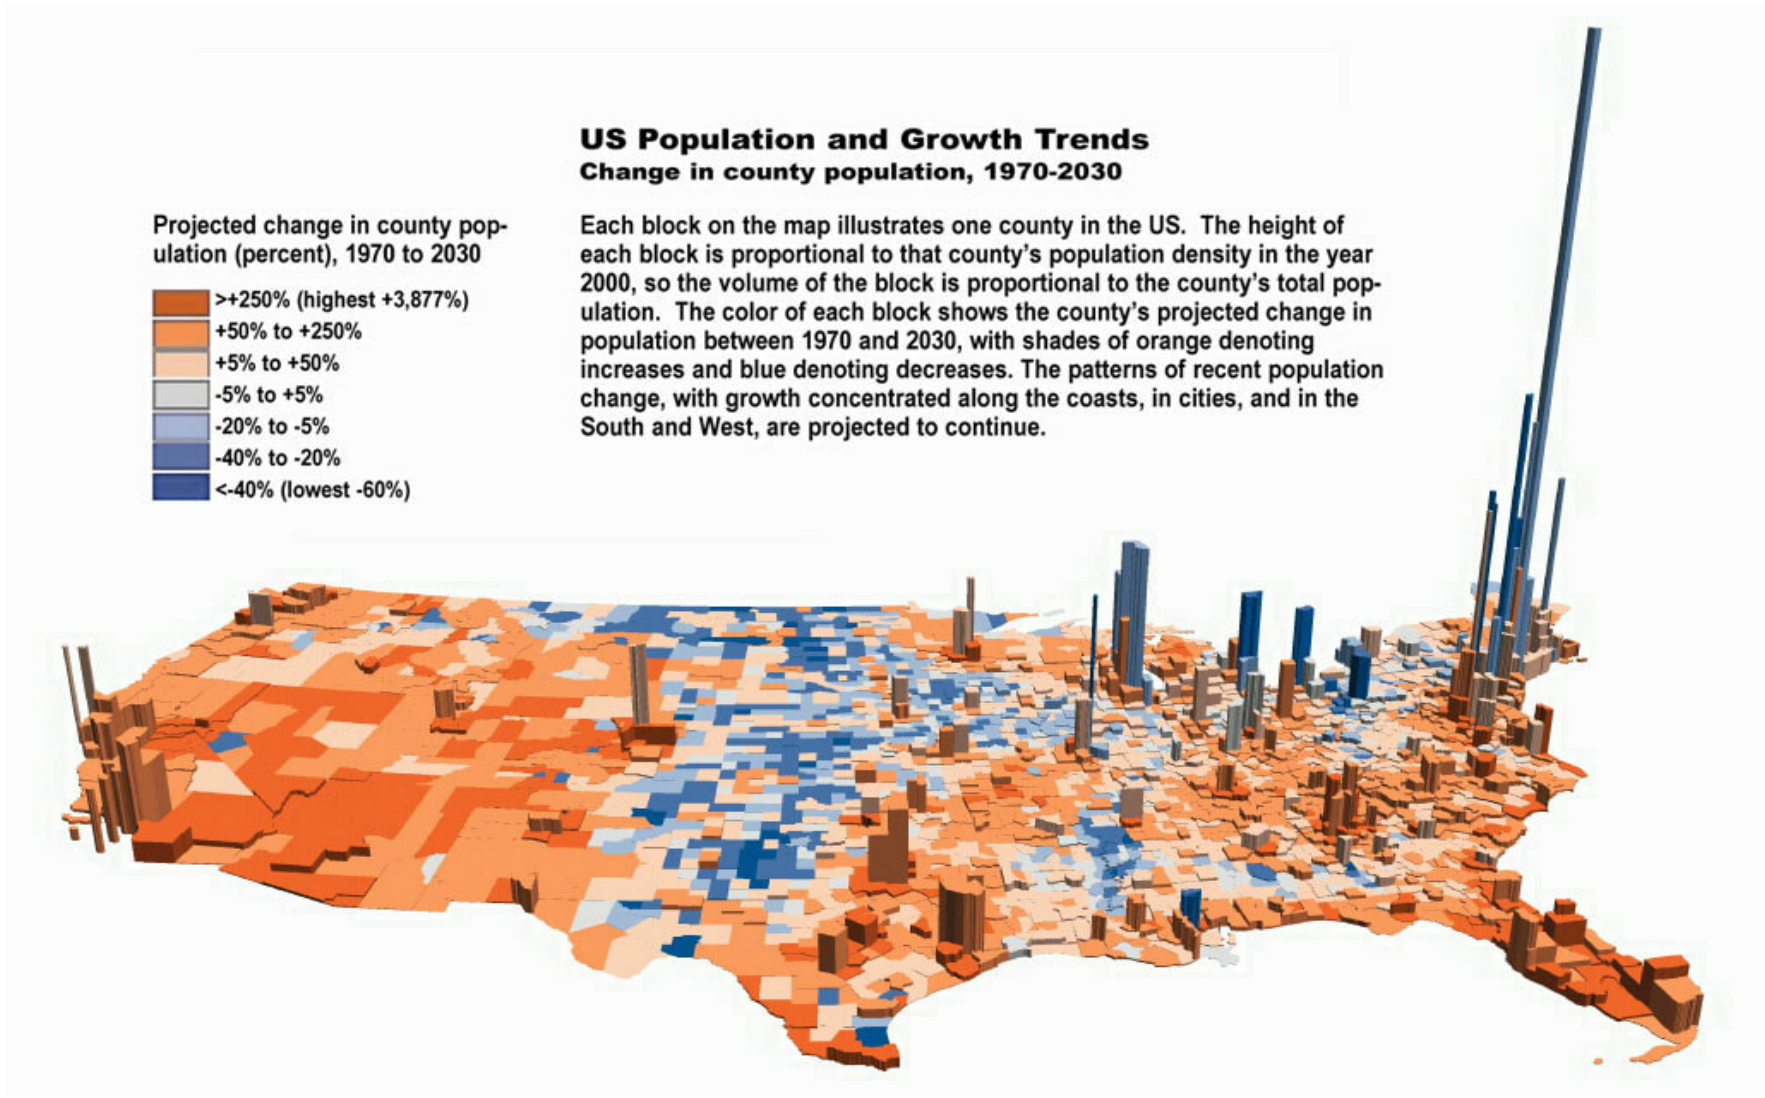 US Population and Growth Trends
Change in county population, 1970-2030
Projected change in county pop-
ulation (percent), 1970 to 2030
>+250% (highest +3,877%)
+50% to +250%
+5% to +50%
-5% to +5%
-20% to -5%
-40% to -20%
<-40% (lowest -60%)
Each block on the map illustrates one county in the US. The height of
each block is proportional to that county's population density in the year
2000, so the volume of the block is proportional to the county's total pop-
ulation. The color of each block shows the county's projected change in
population between 1970 and 2030, with shades of orange denoting
increases and blue denoting decreases. The patterns of recent population
change, with growth concentrated along the coasts, in cities, and in the
South and West, are projected to continue.